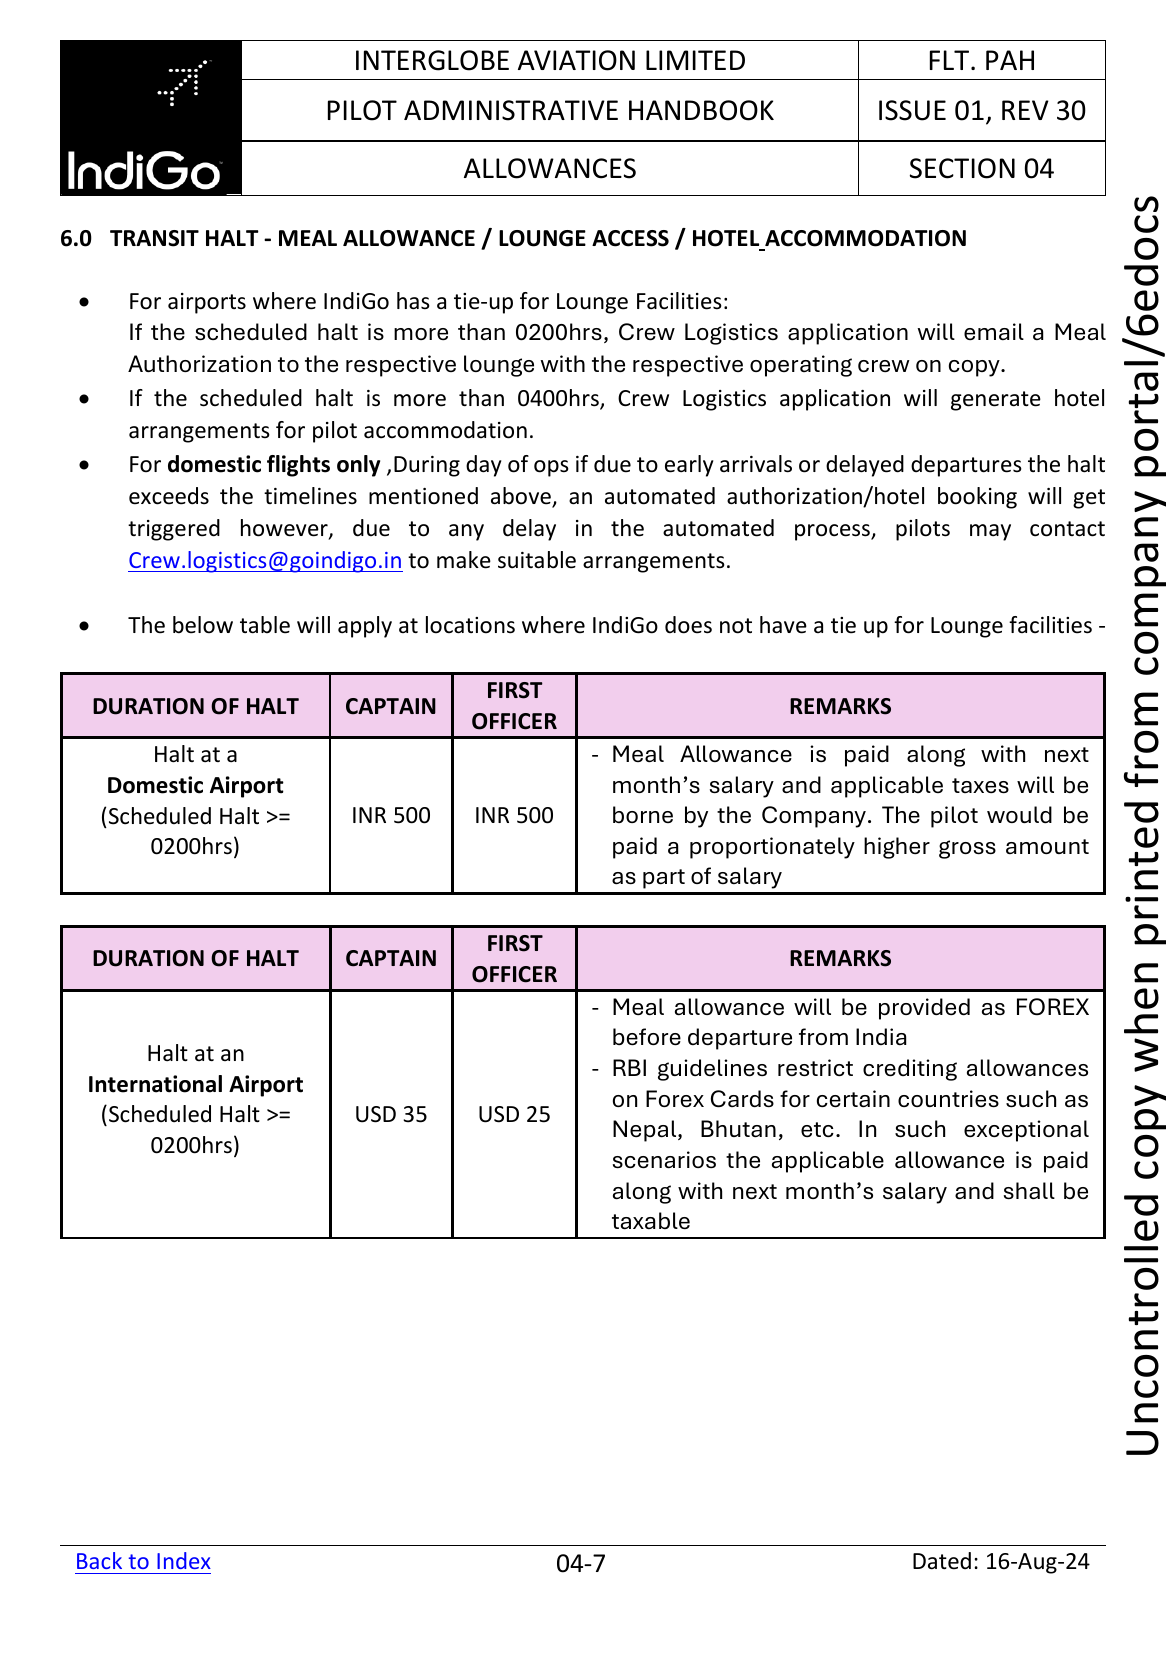 IndiGo
INTERGLOBE AVIATION LIMITED
FLT. PAH
PILOT ADMINISTRATIVE HANDBOOK
ISSUE 01, REV 30
ALLOWANCES
SECTION 04
6.0 TRANSIT HALT - MEAL ALLOWANCE / LOUNGE ACCESS / HOTEL ACCOMMODATION
• For airports where IndiGo has a tie-up for Lounge Facilities:
If the scheduled halt is more than 0200hrs, Crew Logistics application will email a Meal
Authorization to the respective lounge with the respective operating crew on copy.
• If the scheduled halt is more than 0400hrs, Crew Logistics application will generate hotel
arrangements for pilot accommodation.
• For domestic flights only ,During day of ops if due to early arrivals or delayed departures the halt
exceeds the timelines mentioned above, an automated authorization/hotel booking will get
triggered however, due to any delay in the automated process, pilots may contact
Crew.logistics@goindigo.in to make suitable arrangements.
• The below table will apply at locations where IndiGo does not have a tie up for Lounge facilities -
DURATION OF HALT
CAPTAIN
FIRST
OFFICER
REMARKS
Halt at a
Domestic Airport
(Scheduled Halt >=
0200hrs)
INR 500
INR 500
- Meal Allowance is paid along with next
month’s salary and applicable taxes will be
borne by the Company. The pilot would be
paid a proportionately higher gross amount
as part of salary
DURATION OF HALT
CAPTAIN
FIRST
OFFICER
REMARKS
Halt at an
International Airport
(Scheduled Halt >=
0200hrs)
USD 35
USD 25
- Meal allowance will be provided as FOREX
before departure from India
- RBI guidelines restrict crediting allowances
on Forex Cards for certain countries such as
Nepal, Bhutan, etc. In such exceptional
scenarios the applicable allowance is paid
along with next month’s salary and shall be
taxable
Back to Index
04-7
Dated: 16-Aug-24
Uncontrolled copy when printed from company portal/6edocs